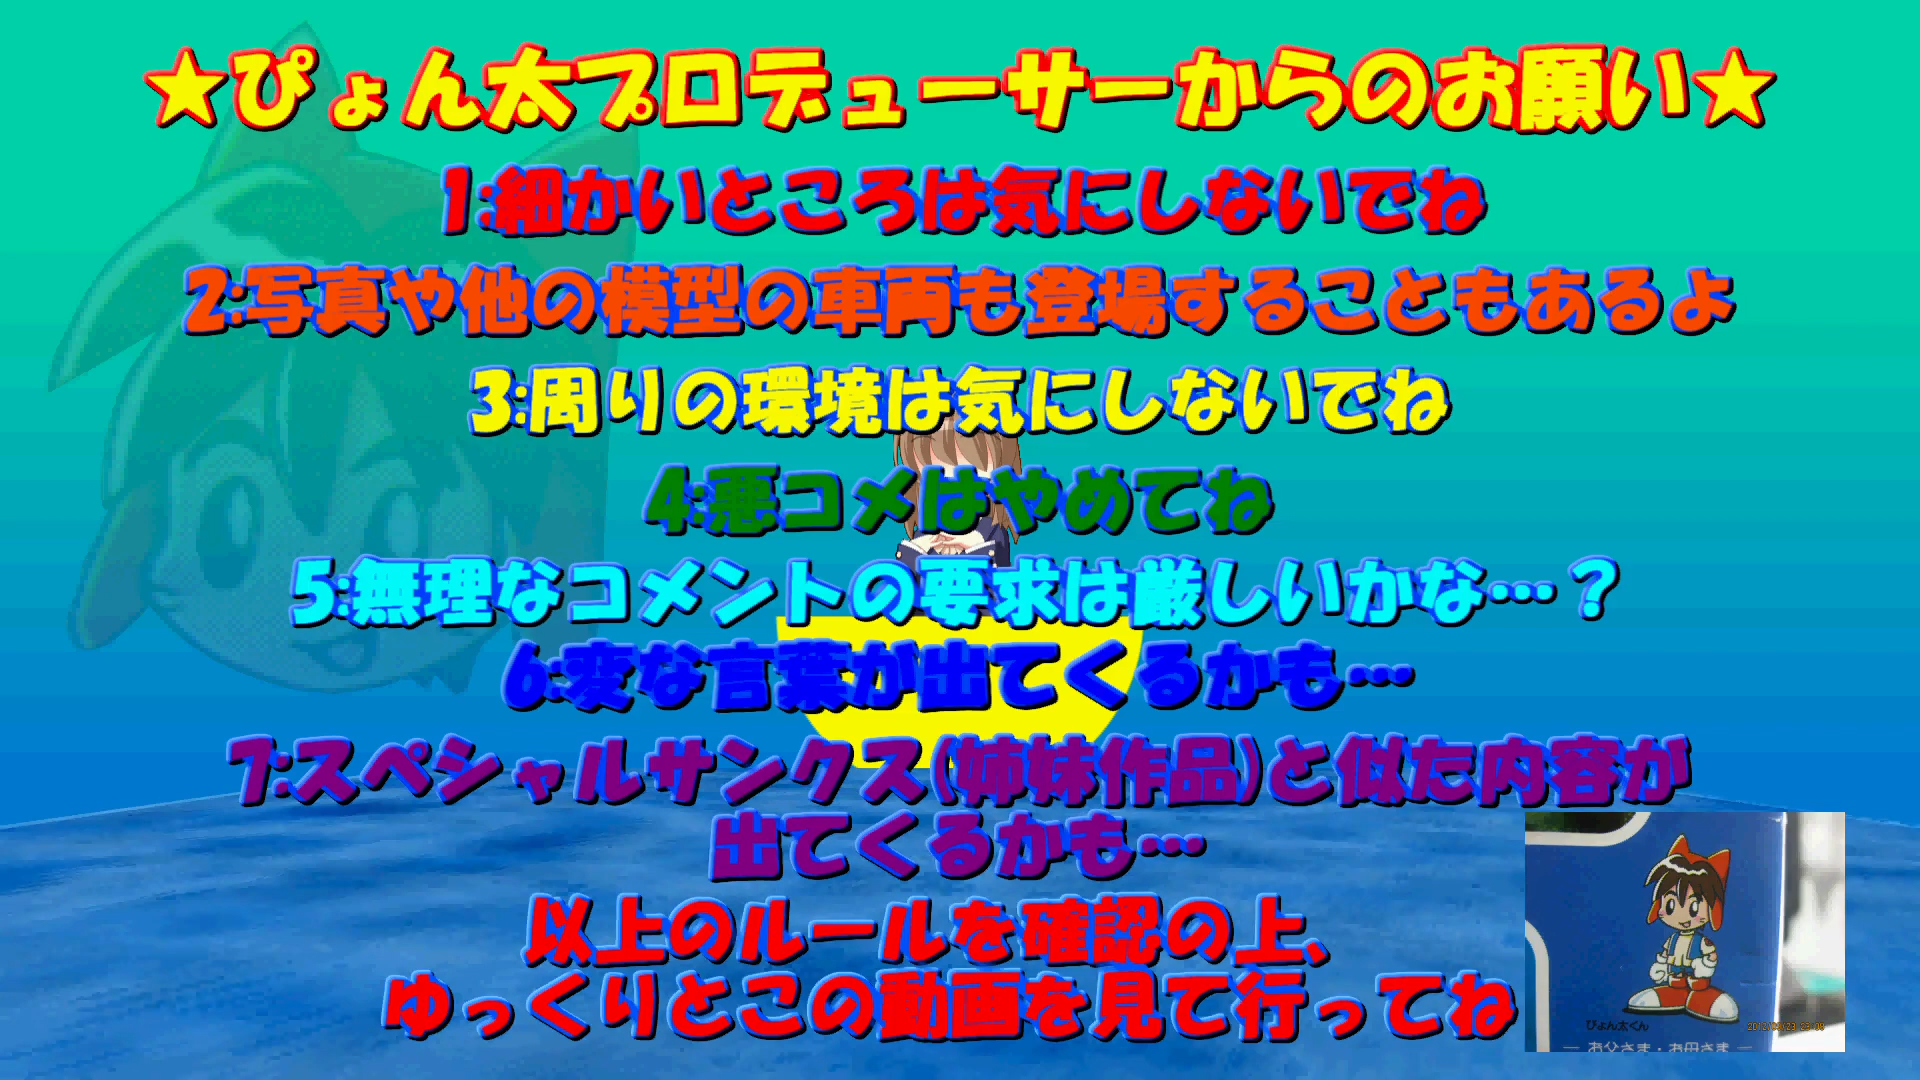 ★ぴょん太プロデューサーからのお願い★
1:細かいところは気にしないでね
2:写真や他の模型の車両も登場することもあるよ
3:周りの環境は気にしないでね
4:悪コメはやめてね
5:無理なコメントの要求は厳しいかな…？
6:変な言葉が出てくるかも…
7:スペシャルサンクス(姉妹作品)と似た内容が
出てくるかも…
以上のルールを確認の上、
ゆっくりとこの動画を見て行ってね
ぴょん太くん
― お父さま・お母さま ―